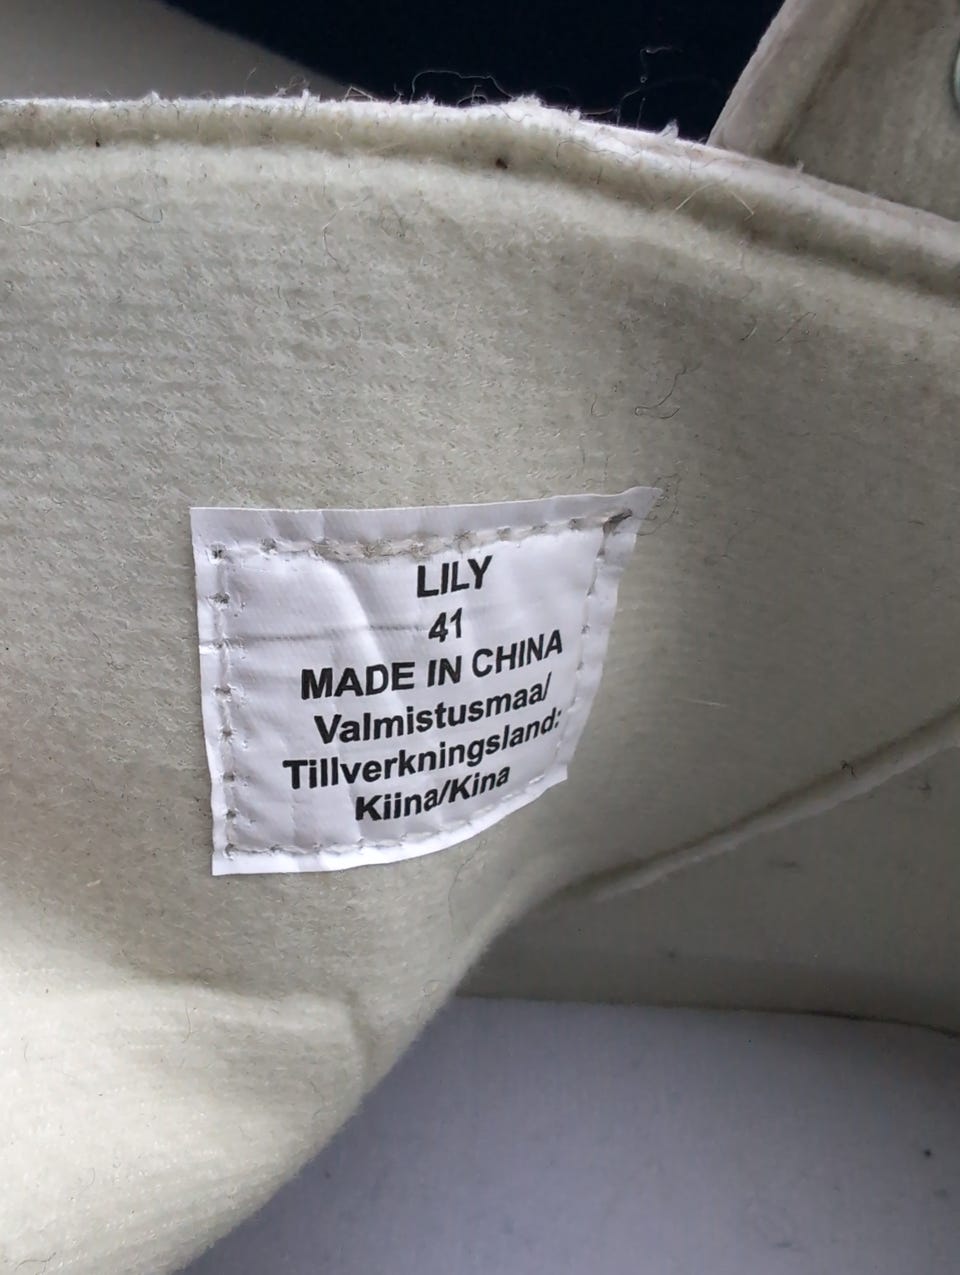 LILY
41
MADE IN CHINA
Valmistusmaa/
Tillverkningsland:
Kiina/Kina